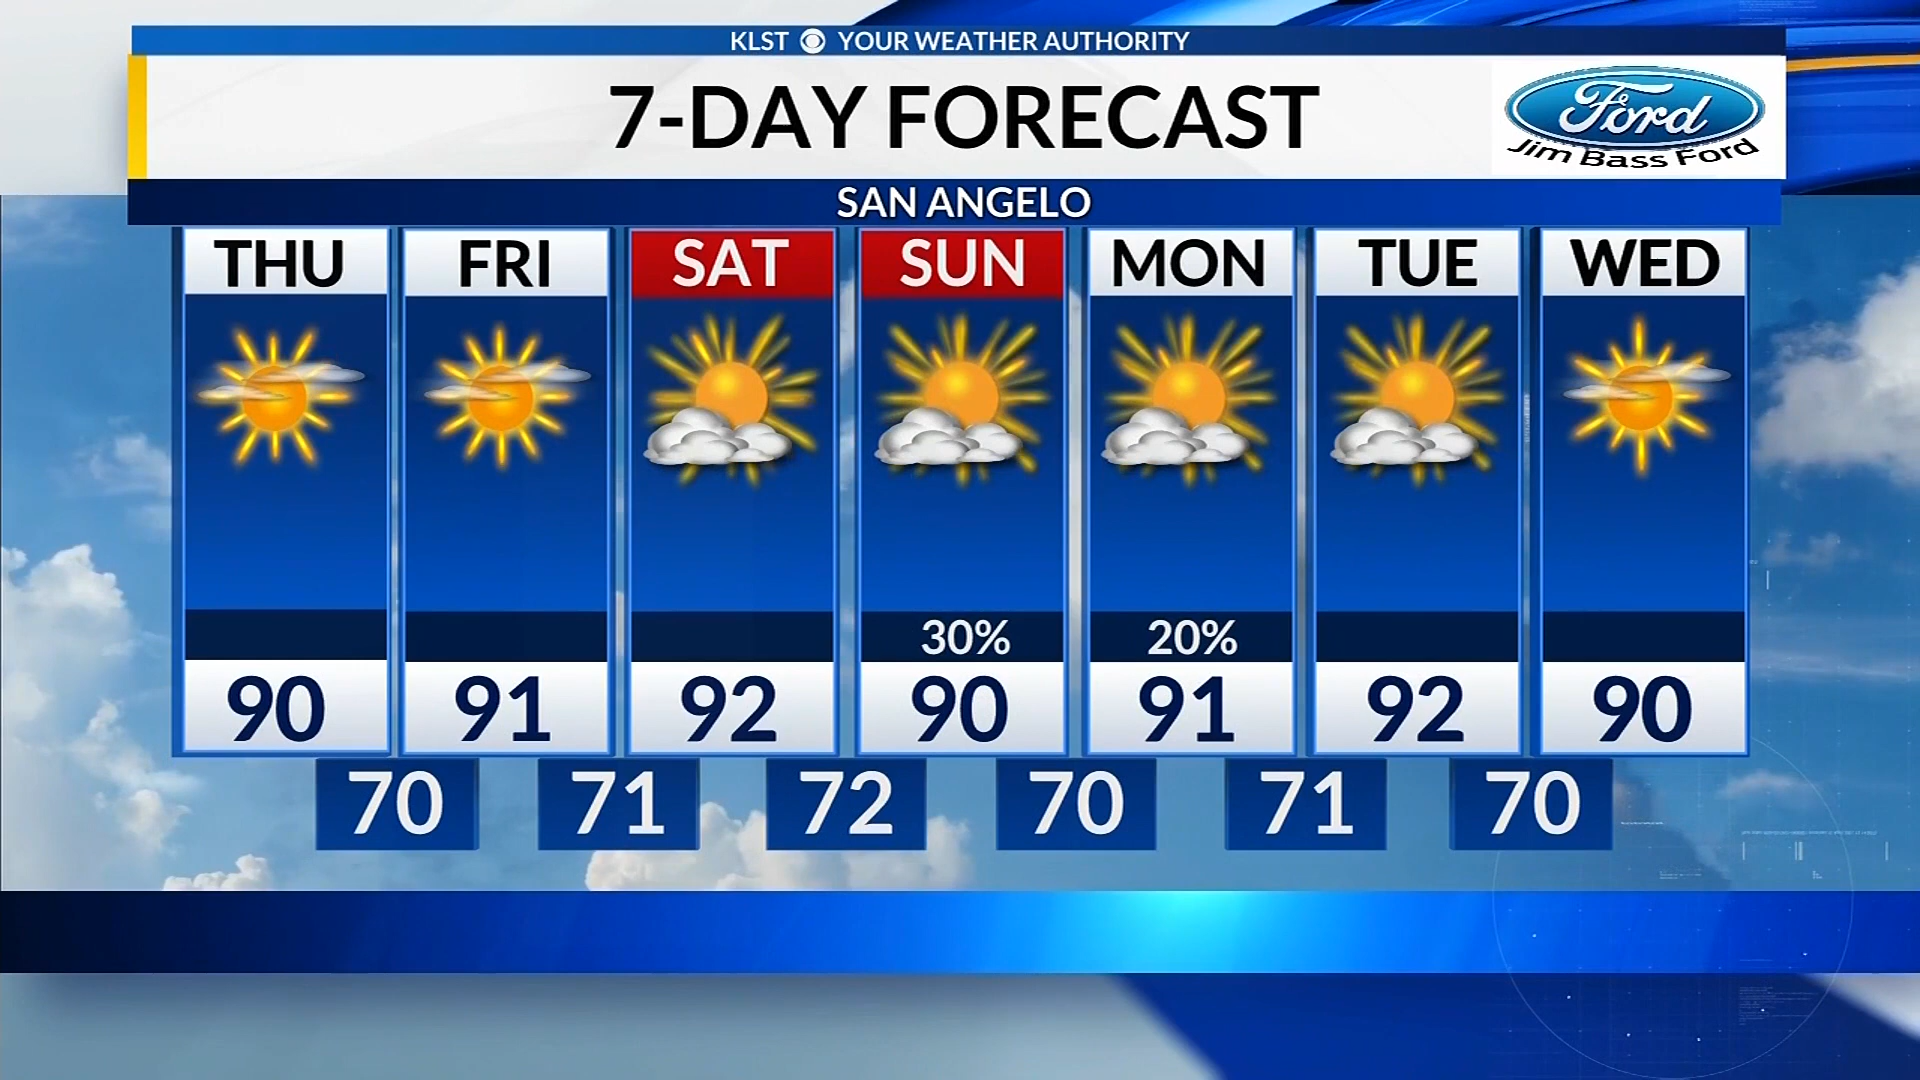 KLST YOUR WEATHER AUTHORITY
7-DAY FORECAST
Ford
Jim Bass Ford
SAN ANGELO
THU FRI SAT SUN MON TUE WED
30% 20%
90 91 92 90 91 92 90
70 71 72 70 71 70